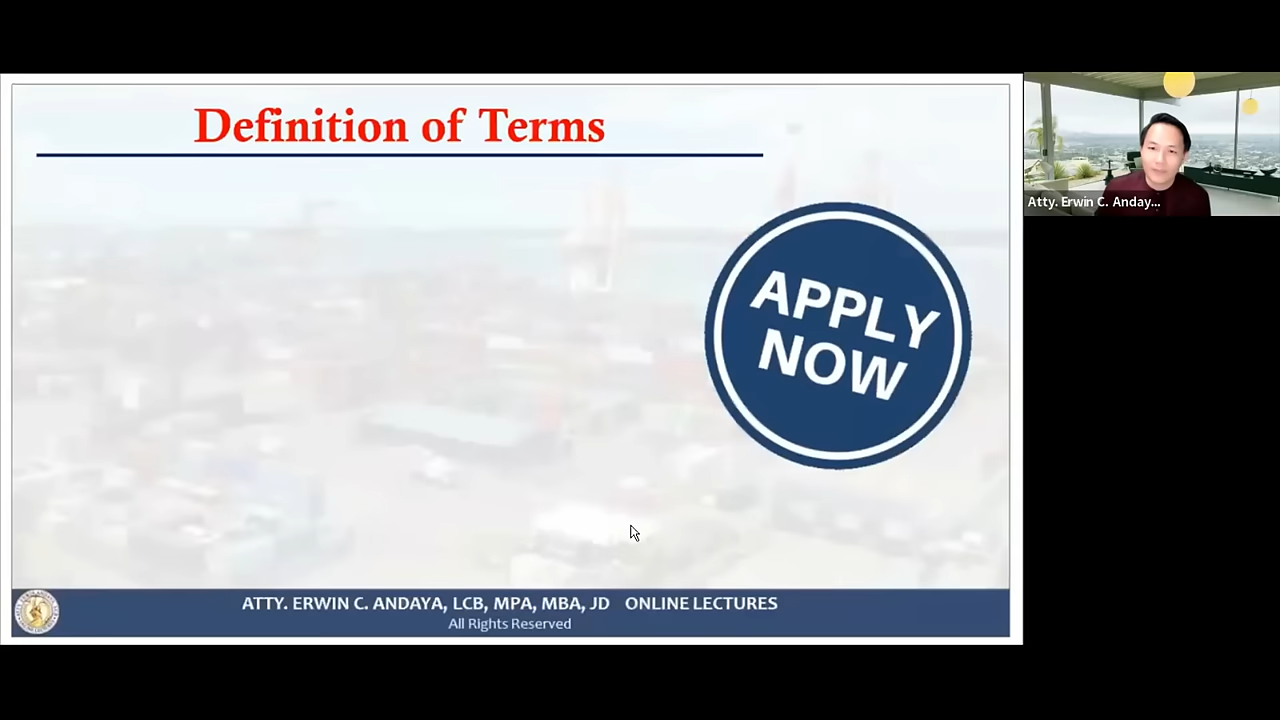 Definition of Terms
APPLY
NOW
ATTY. ERWIN C. ANDAYA, LCB, MPA, MBA, JD ONLINE LECTURES
All Rights Reserved
Atty. Erwin C. Anday...